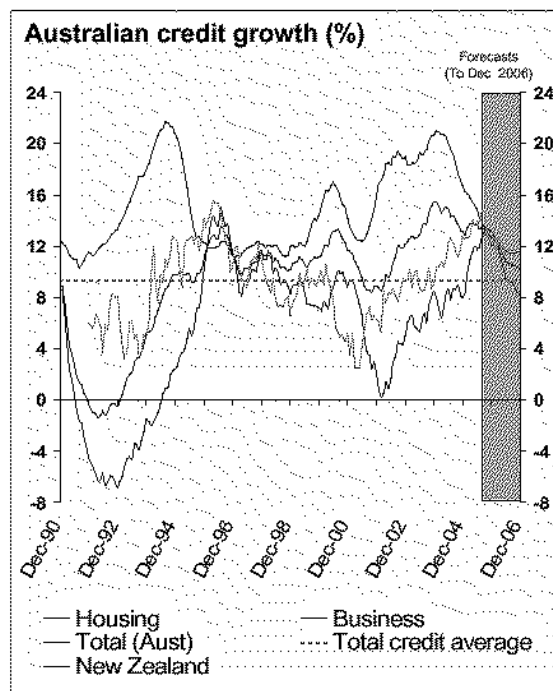 Australian credit growth (%)
Forecasts
(To Dec 2006)
24 24
20 20
16 16
12 12
8 8
4 4
0 0
-4 -4
-8 -8
Dec-90 Dec-92 Dec-94 Dec-96 Dec-98 Dec-00 Dec-02 Dec-04 Dec-06
Housing Business
Total (Aust) Total credit average
New Zealand